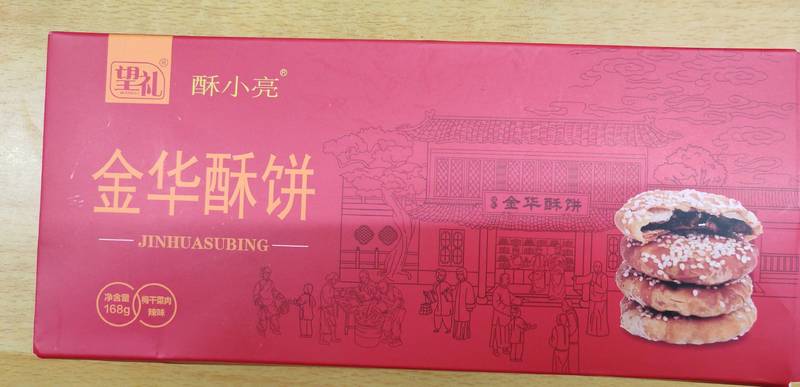 望礼®
酥小亮®
金华酥饼
JINHUASUBING
净含量
168g
梅干菜肉
辣味
金华酥饼